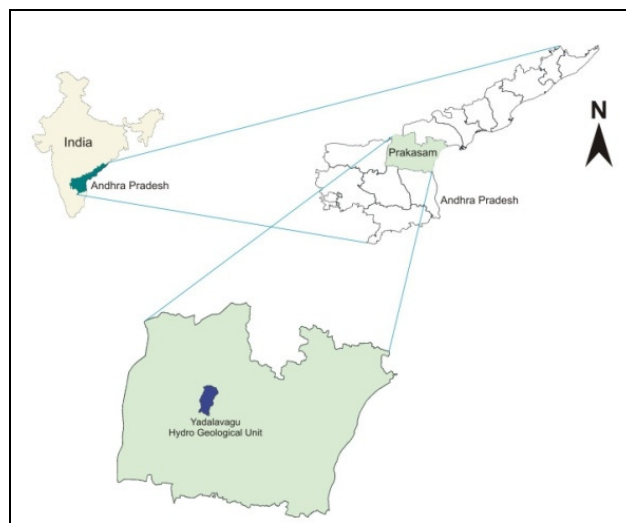 India
Andhra Pradesh
N
Prakasam
Andhra Pradesh
Yadalavagu
Hydro Geological Unit